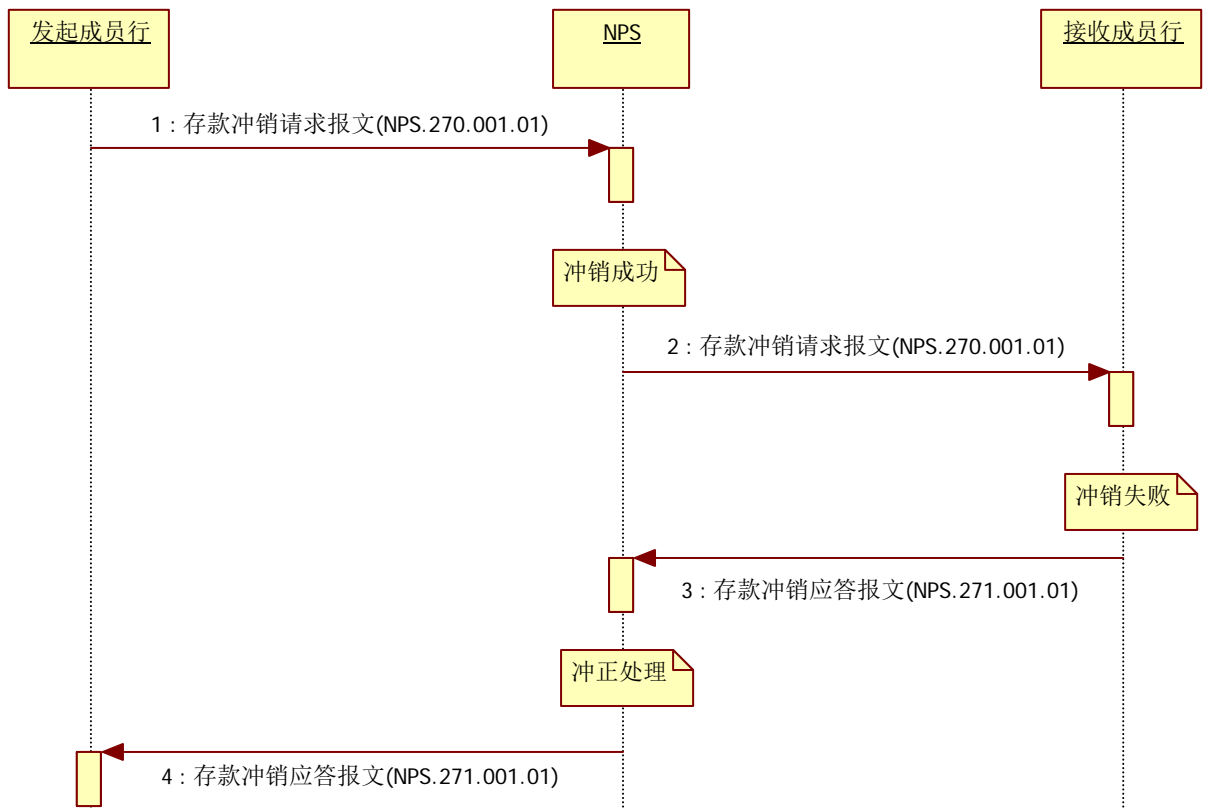 发起成员行
NPS
接收成员行
1 : 存款冲销请求报文(NPS.270.001.01)
冲销成功
2 : 存款冲销请求报文(NPS.270.001.01)
冲销失败
3 : 存款冲销应答报文(NPS.271.001.01)
冲正处理
4 : 存款冲销应答报文(NPS.271.001.01)